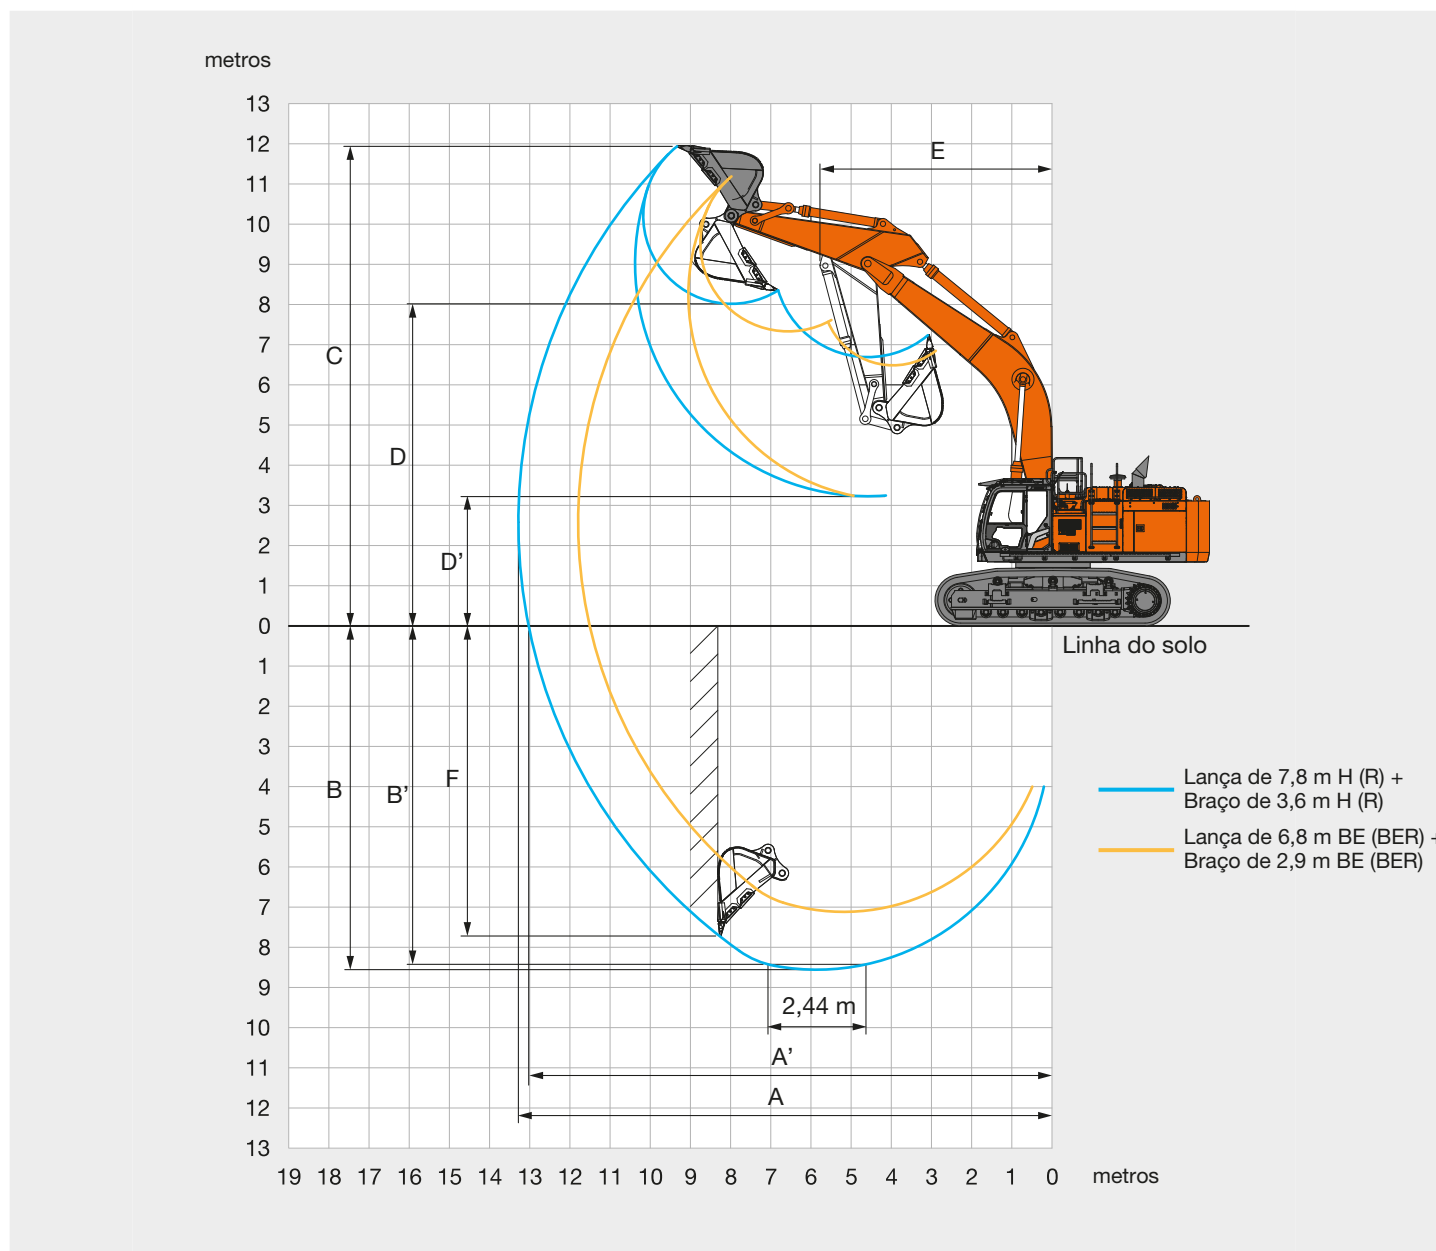 metros
13
12
11
10
9
8
7
6
5
4
3
2
1
0
1
2
3
4
5
6
7
8
9
10
11
12
13
C
D
D’
E
B
B’
F
2,44 m
A’
A
Linha do solo
Lança de 7,8 m H (R) +
Braço de 3,6 m H (R)
Lança de 6,8 m BE (BER) +
Braço de 2,9 m BE (BER)
19 18 17 16 15 14 13 12 11 10 9 8 7 6 5 4 3 2 1 0 metros